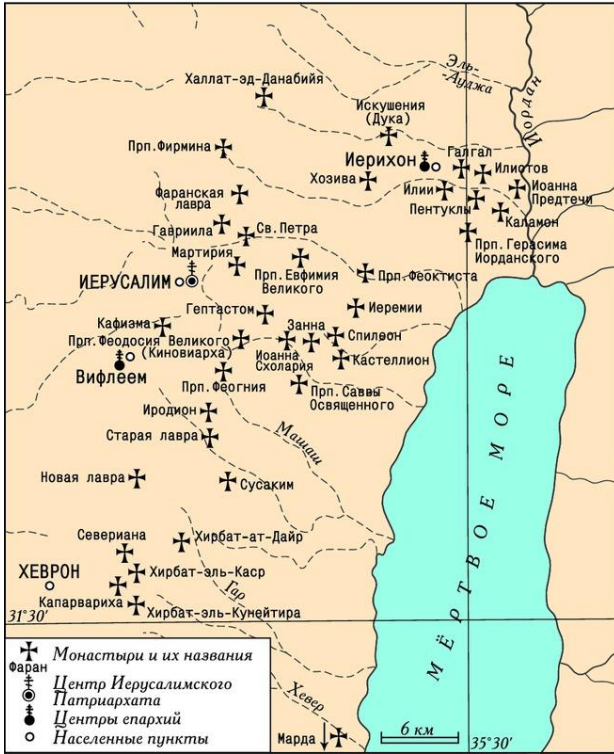 Халлат-эд-Данабийя
Эль-
-Ауджа
Иордан
Искушения
(Дука)
Прп.Фирмина
Иерихон
Галгал
Илиотов
Хозива
Илии
Иоанна
Предтечи
Фаранская
лавра
Пентуклы
Каламон
Гавриила
Св.Петра
Прп.Герасима
Иорданского
Мартирия
ИЕРУСАЛИМ
Прп.Евфимия
Великого
Прп.Феоктиста
Гептастом
Иеремии
Кафизма
Занна
Спилеон
Прп.Феодосия Великого
(Киновиарха)
Иоанна
Схолария
Кастеллион
Вифлеем
Прп.Феогния
Прп.Саввы
Освященного
Иродион
Старая лавра
Машаш
Новая лавра
Сусаким
МЁРТВОЕ МОРЕ
Севериана
Хирбат-ат-Дайр
ХЕВРОН
Хирбат-эль-Каср
Капарвариха
Гар
Хирбат-эль-Кунейтира
31°30'
Хевер
Марда
6 км
35°30'
Фаран
Монастыри и их названия
Центр Иерусалимского
Патриархата
Центры епархий
Населенные пункты